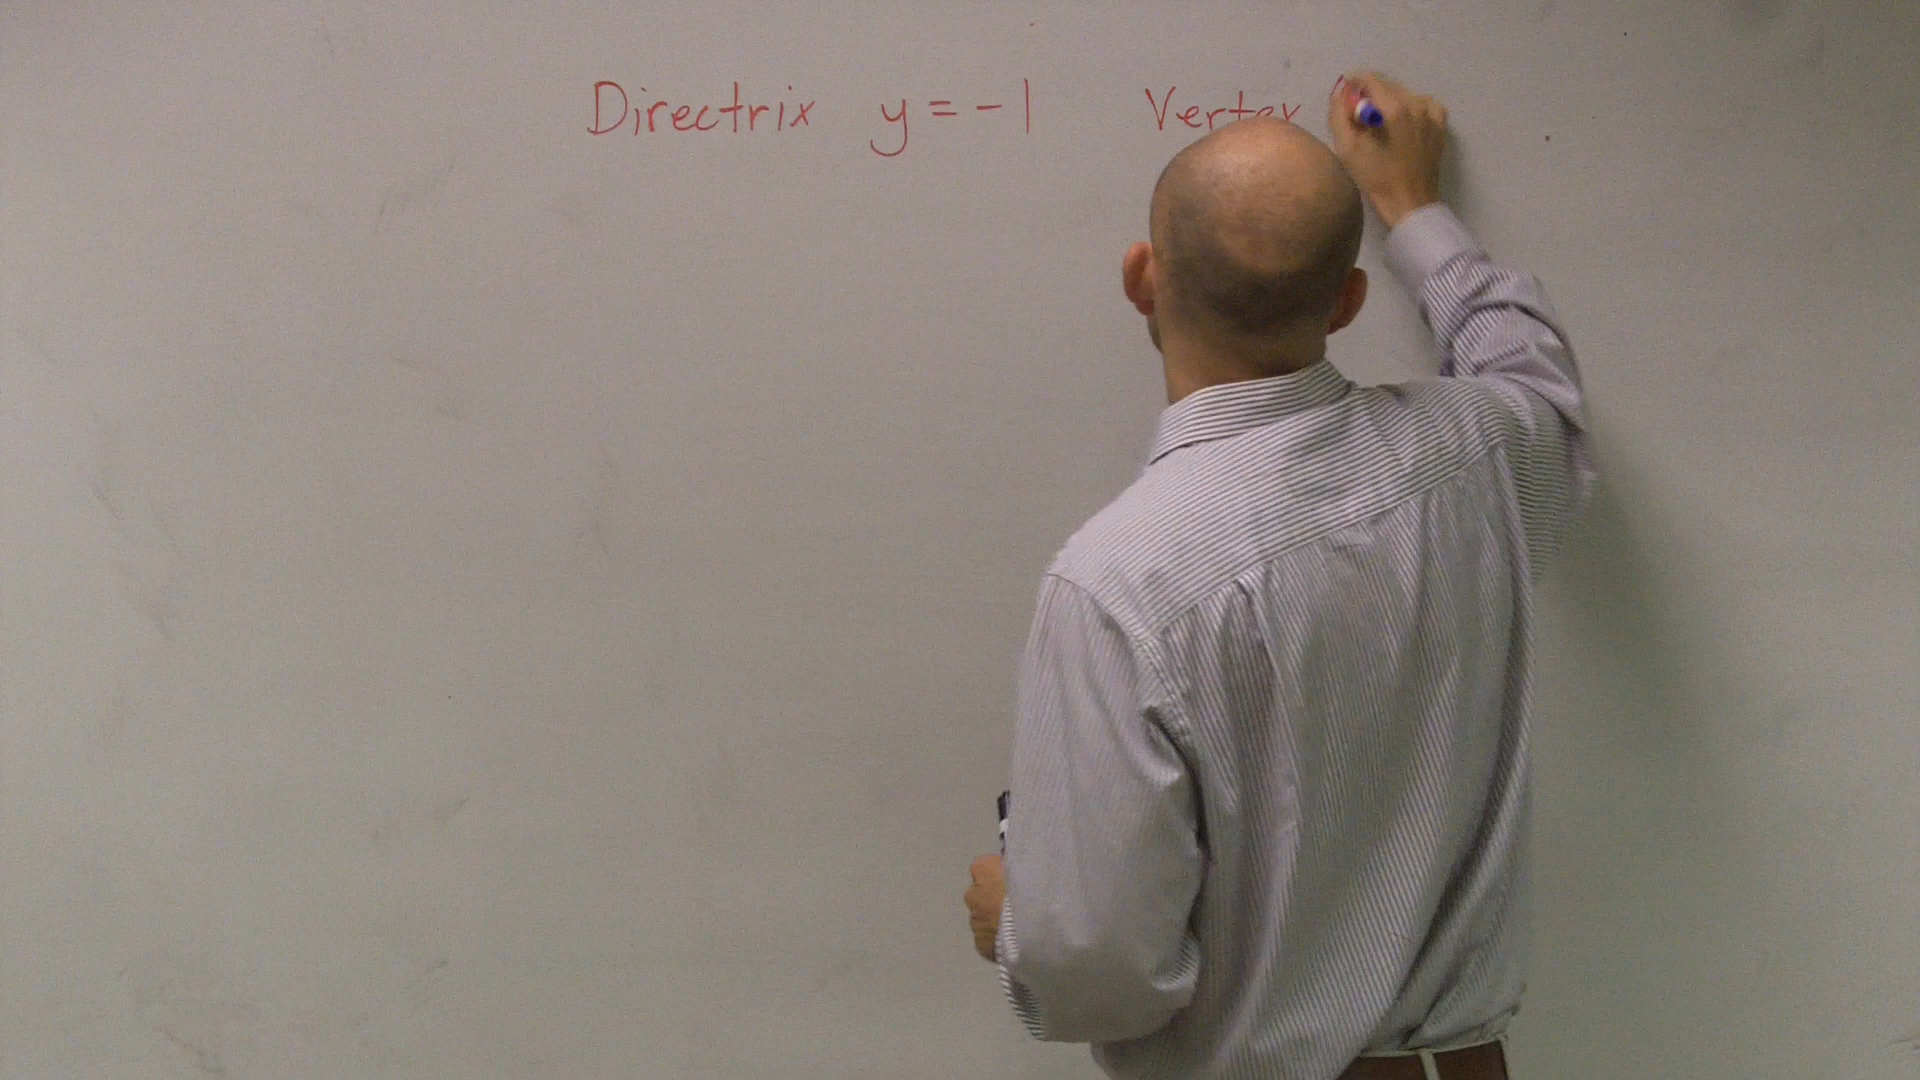 Directrix y = -1 Vertex (